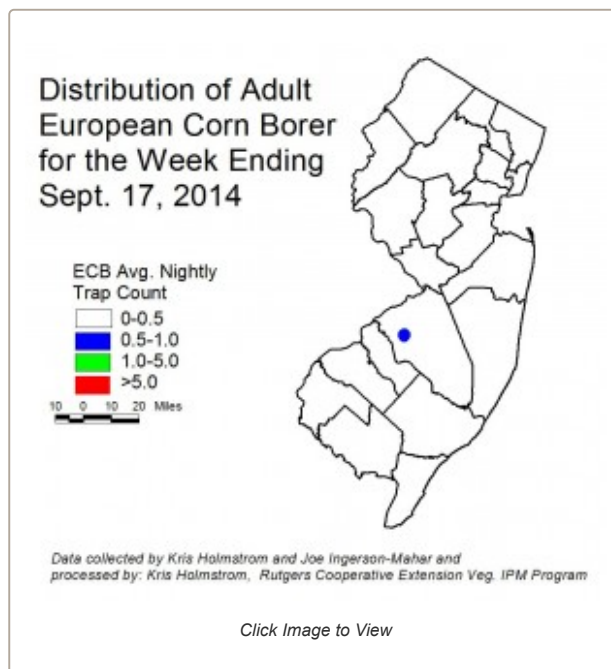 Distribution of Adult
European Corn Borer
for the Week Ending
Sept. 17, 2014
ECB Avg. Nightly
Trap Count
0-0.5
0.5-1.0
1.0-5.0
>5.0
10 0 10 20 Miles
Data collected by Kris Holmstrom and Joe Ingerson-Mahar and
processed by: Kris Holmstrom, Rutgers Cooperative Extension Veg. IPM Program
Click Image to View